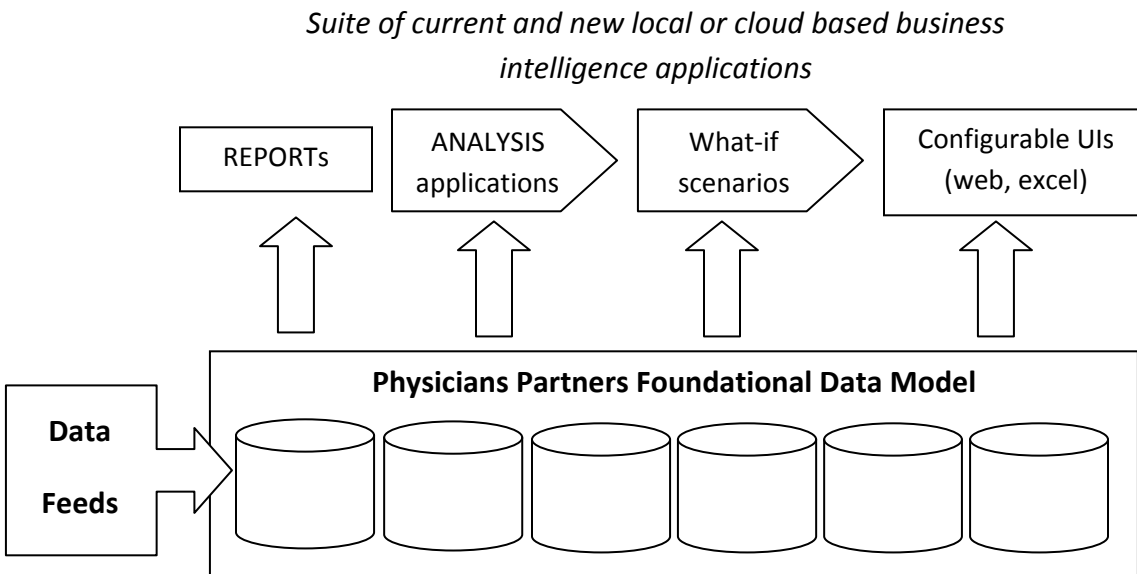 Suite of current and new local or cloud based business
intelligence applications
REPORTs
ANALYSIS
applications
What-if
scenarios
Configurable UIs
(web, excel)
Physicians Partners Foundational Data Model
Data
Feeds